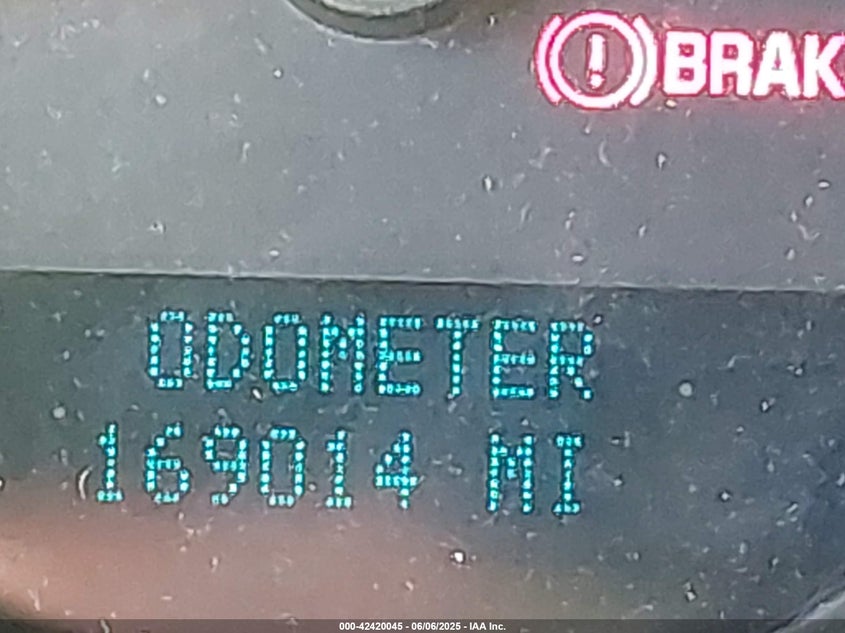 BRAK
ODOMETER
169014 MI
000-42420045 - 06/06/2025 - IAA Inc.